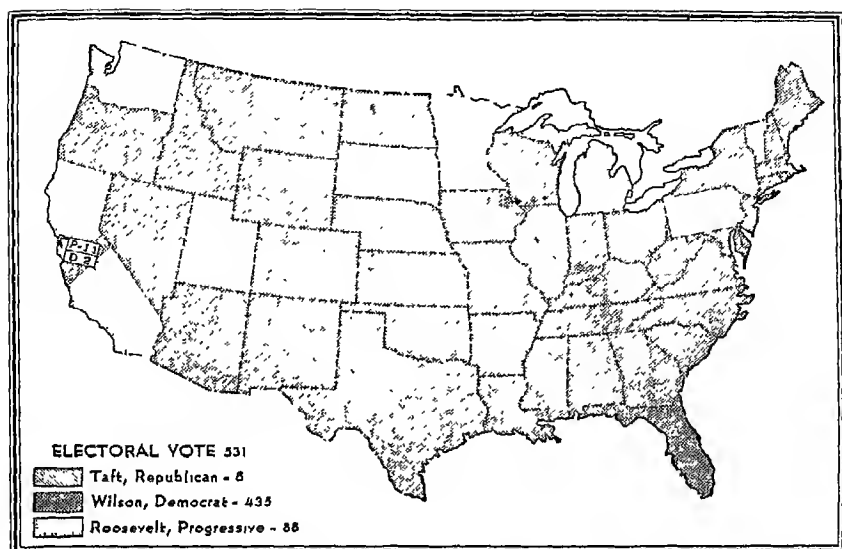 P-11
D 2
ELECTORAL VOTE 531
Taft, Republican - 8
Wilson, Democrat - 435
Roosevelt, Progressive - 88